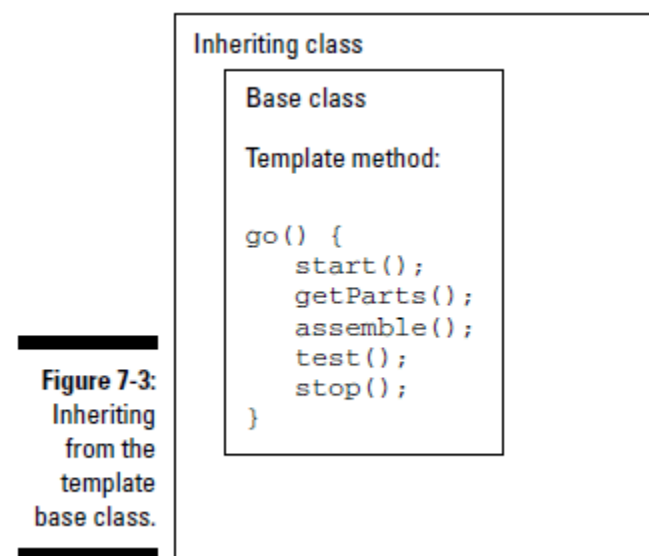 Inheriting class
Base class
Template method:
go() {
start();
getParts();
assemble();
test();
stop();
}
Figure 7-3:
Inheriting
from the
template
base class.